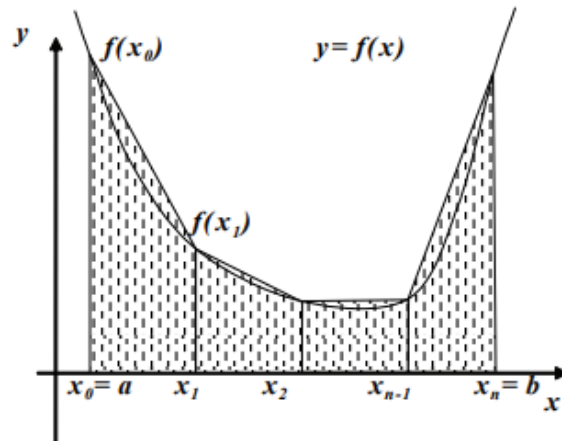 y
f(x₀)
y = f(x)
f(x₁)
x₀ = a
x₁
x₂
xₙ₋₁
xₙ = b
x